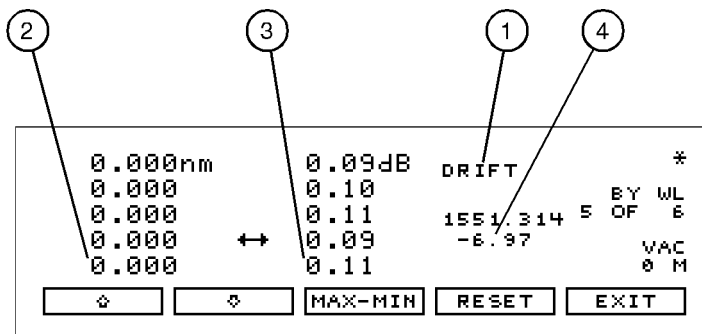 2 3 1 4
0.000nm 0.09dB DRIFT *
0.000 0.10 BY WL
0.000 0.11 1551.314 5 OF 6
0.000 ↔ 0.09 -6.97 VAC
0.000 0.11 0 M
⇧ ⇩ MAX-MIN RESET EXIT